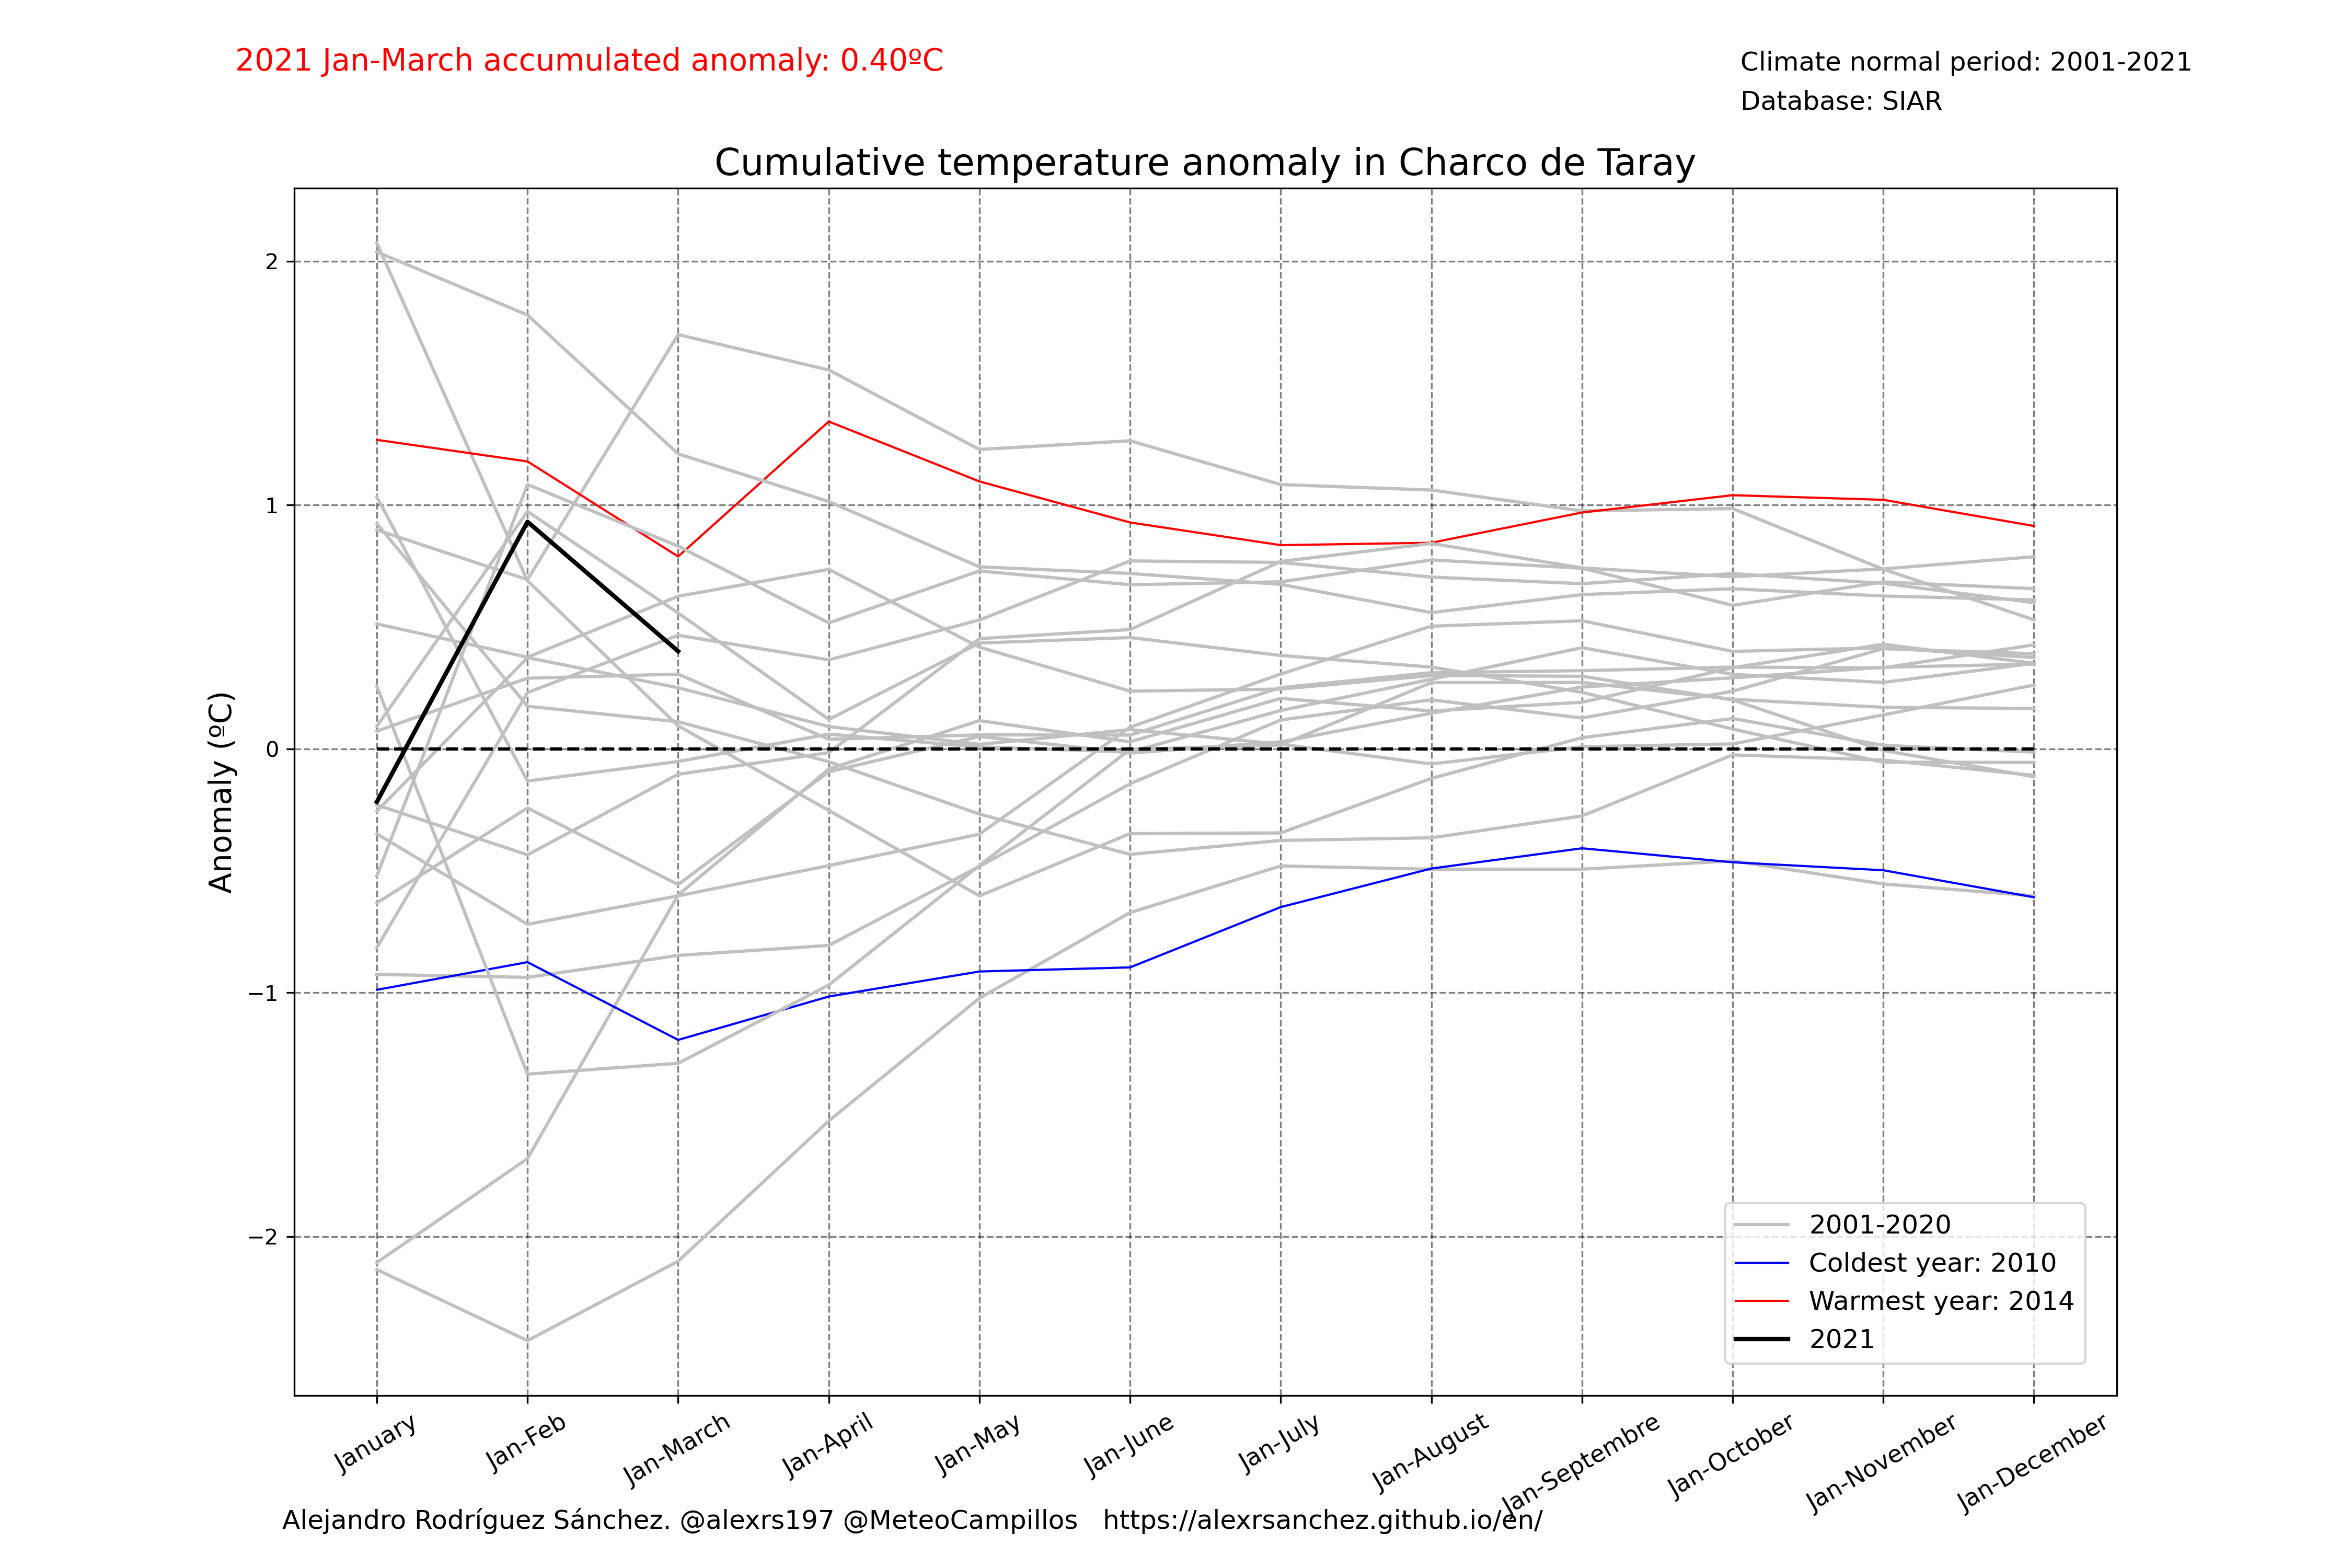 2021 Jan-March accumulated anomaly: 0.40ºC
Climate normal period: 2001-2021
Database: SIAR
Cumulative temperature anomaly in Charco de Taray
Anomaly (ºC)
2
1
0
−1
−2
2001-2020
Coldest year: 2010
Warmest year: 2014
2021
January
Jan-Feb
Jan-March
Jan-April
Jan-May
Jan-June
Jan-July
Jan-August
Jan-Septembre
Jan-October
Jan-November
Jan-December
Alejandro Rodríguez Sánchez. @alexrs197 @MeteoCampillos https://alexrsanchez.github.io/en/